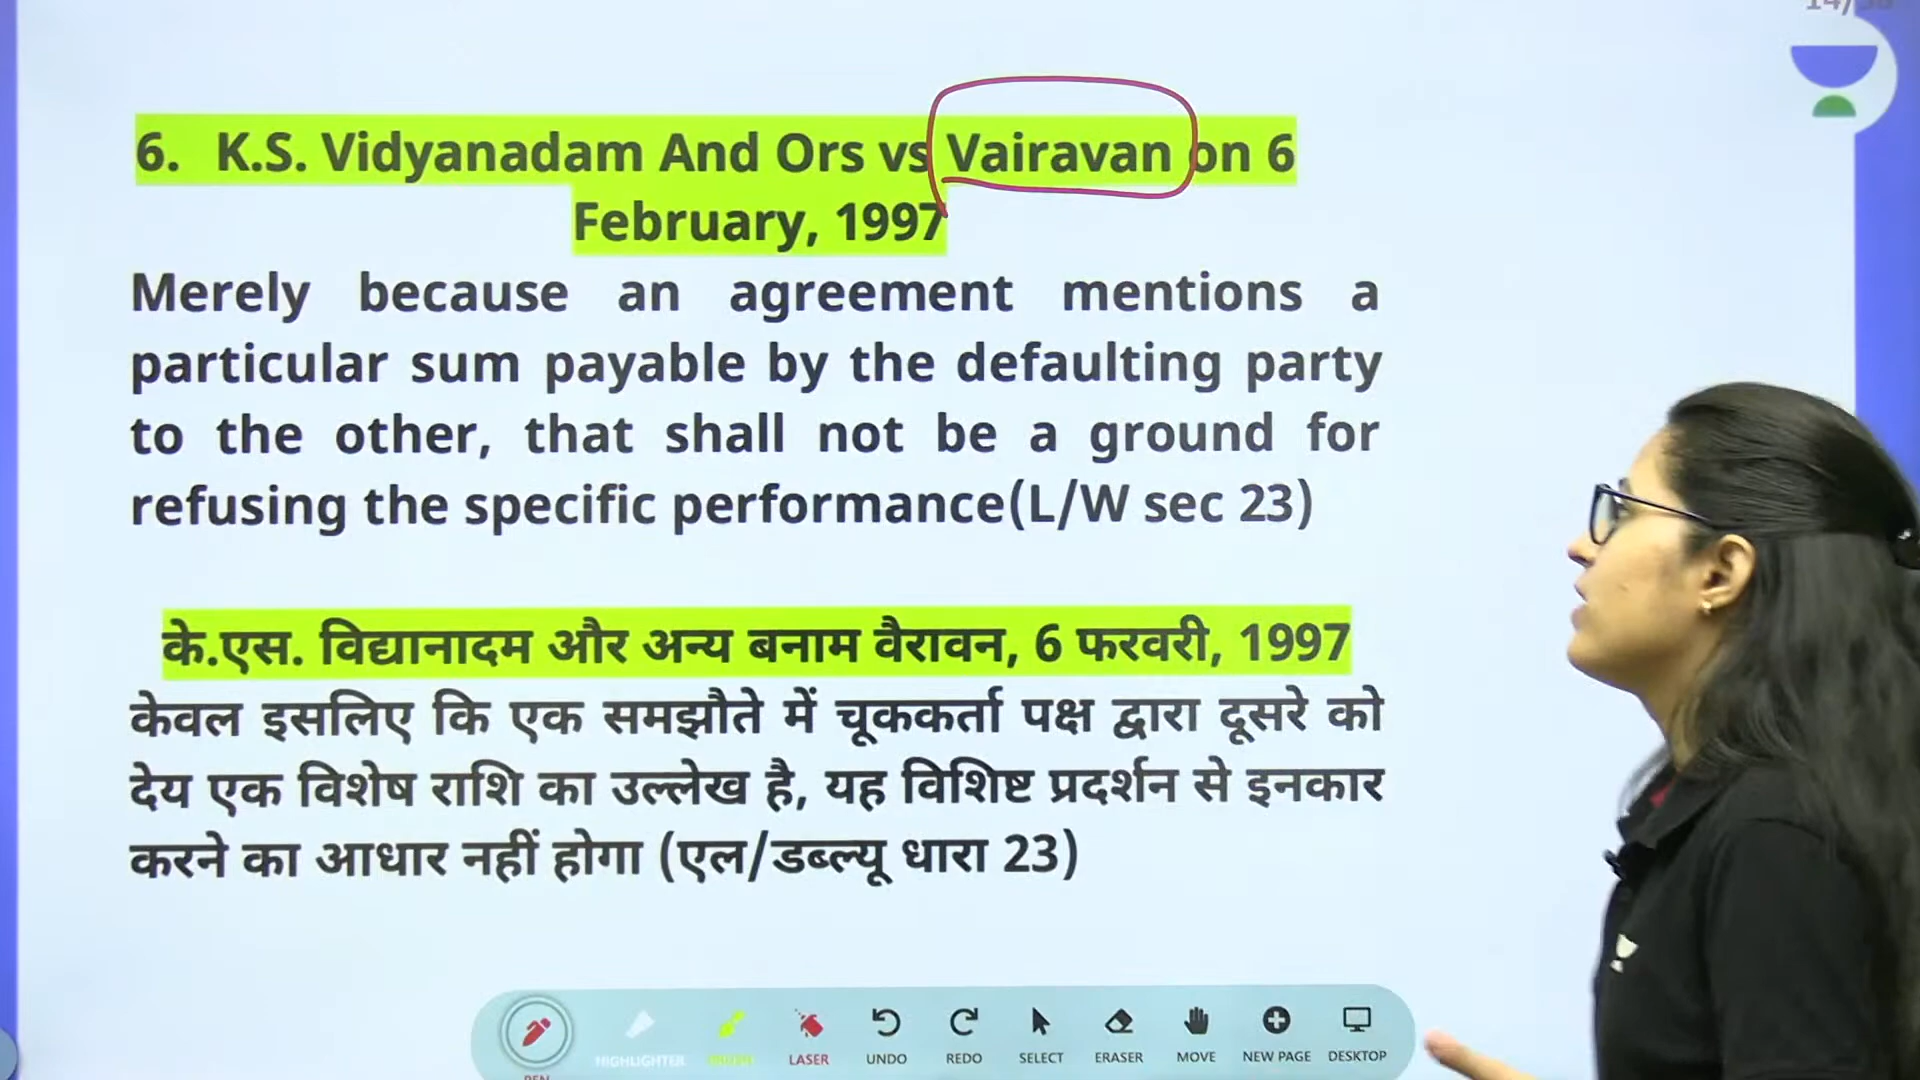 6. K.S. Vidyanadam And Ors vs Vairavan on 6
February, 1997
Merely because an agreement mentions a
particular sum payable by the defaulting party
to the other, that shall not be a ground for
refusing the specific performance(L/W sec 23)
के.एस. विद्यानादम और अन्य बनाम वैरावन, 6 फरवरी, 1997
केवल इसलिए कि एक समझौते में चूककर्ता पक्ष द्वारा दूसरे को
देय एक विशेष राशि का उल्लेख है, यह विशिष्ट प्रदर्शन से इनकार
करने का आधार नहीं होगा (एल/डब्ल्यू धारा 23)
HIGHLIGHTER LASER UNDO REDO SELECT ERASER MOVE NEW PAGE DESKTOP